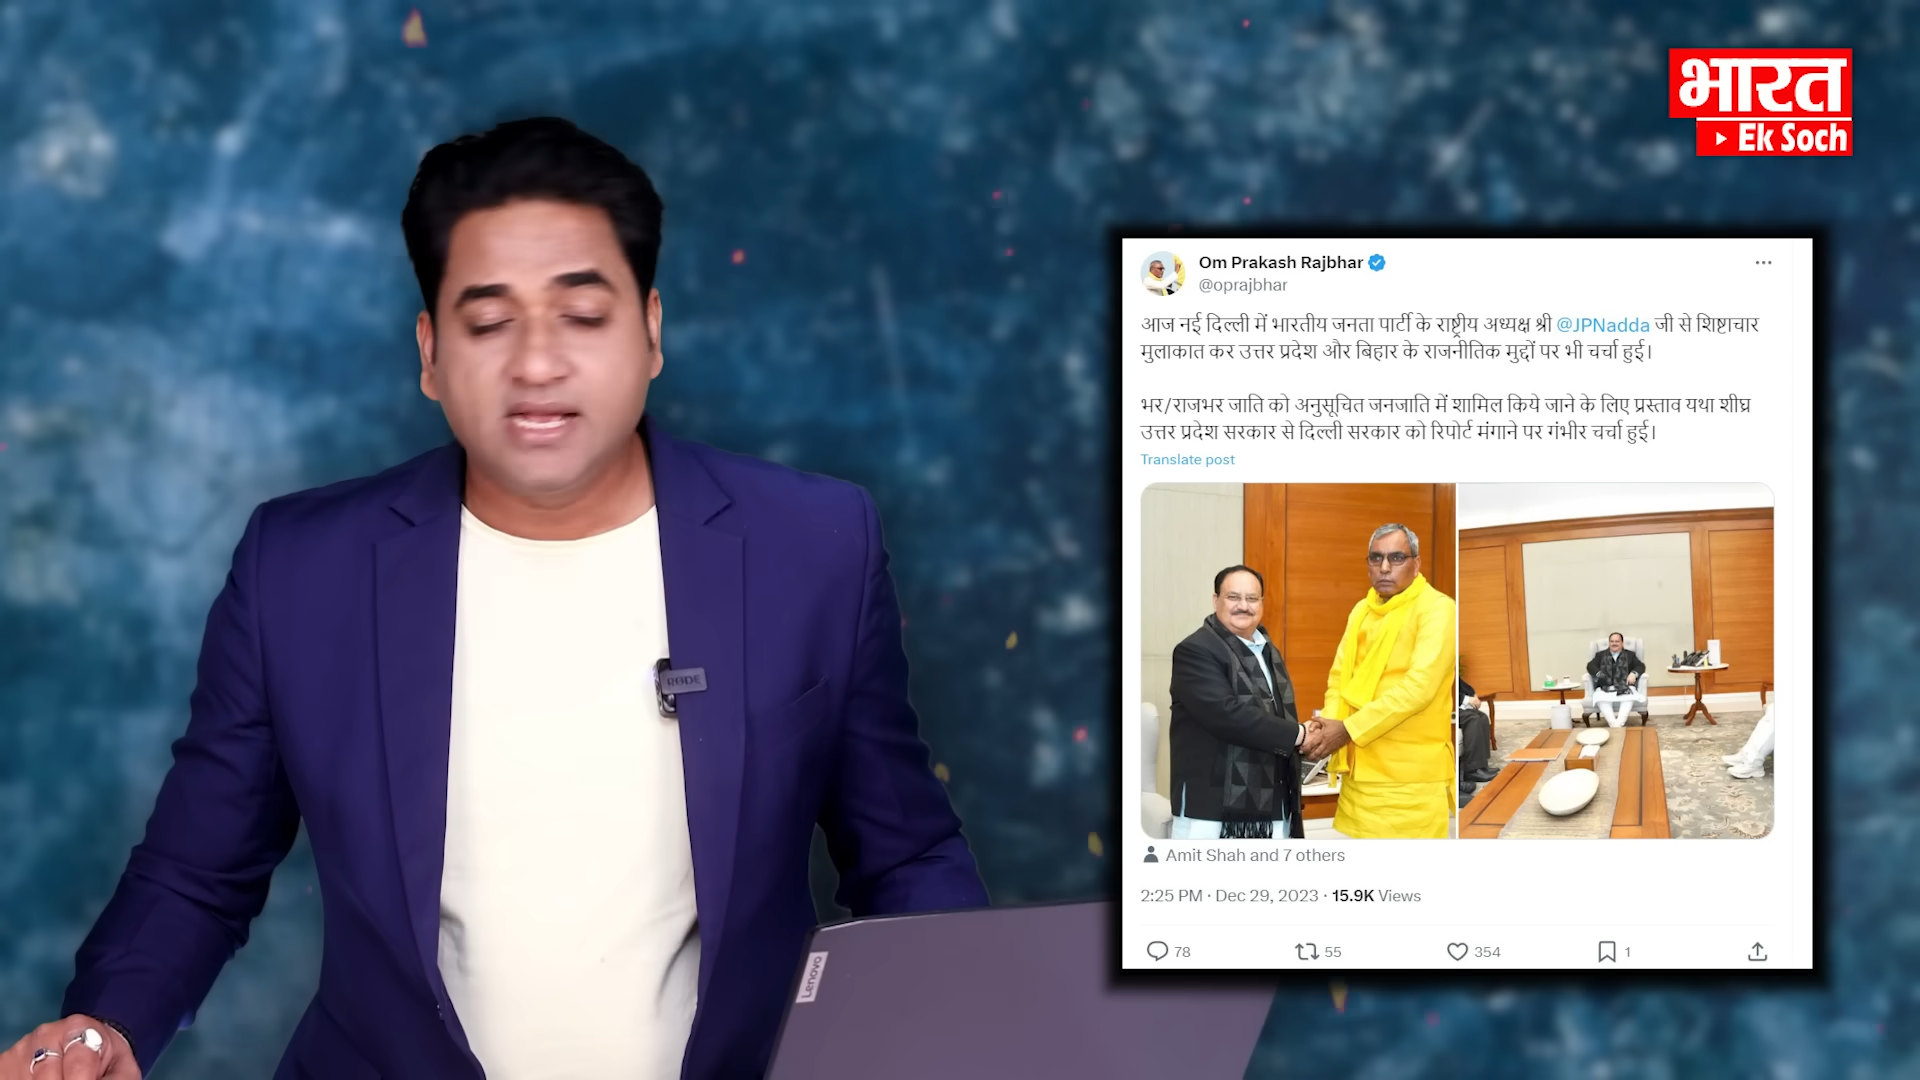 भारत
Ek Soch
Om Prakash Rajbhar
@oprajbhar
आज नई दिल्ली में भारतीय जनता पार्टी के राष्ट्रीय अध्यक्ष श्री @JPNadda जी से शिष्टाचार
मुलाकात कर उत्तर प्रदेश और बिहार के राजनीतिक मुद्दों पर भी चर्चा हुई।
भर/राजभर जाति को अनुसूचित जनजाति में शामिल किये जाने के लिए प्रस्ताव यथा शीघ्र
उत्तर प्रदेश सरकार से दिल्ली सरकार को रिपोर्ट मंगाने पर गंभीर चर्चा हुई।
Translate post
Amit Shah and 7 others
2:25 PM · Dec 29, 2023 · 15.9K Views
78 55 354 1
RØDE
Lenovo